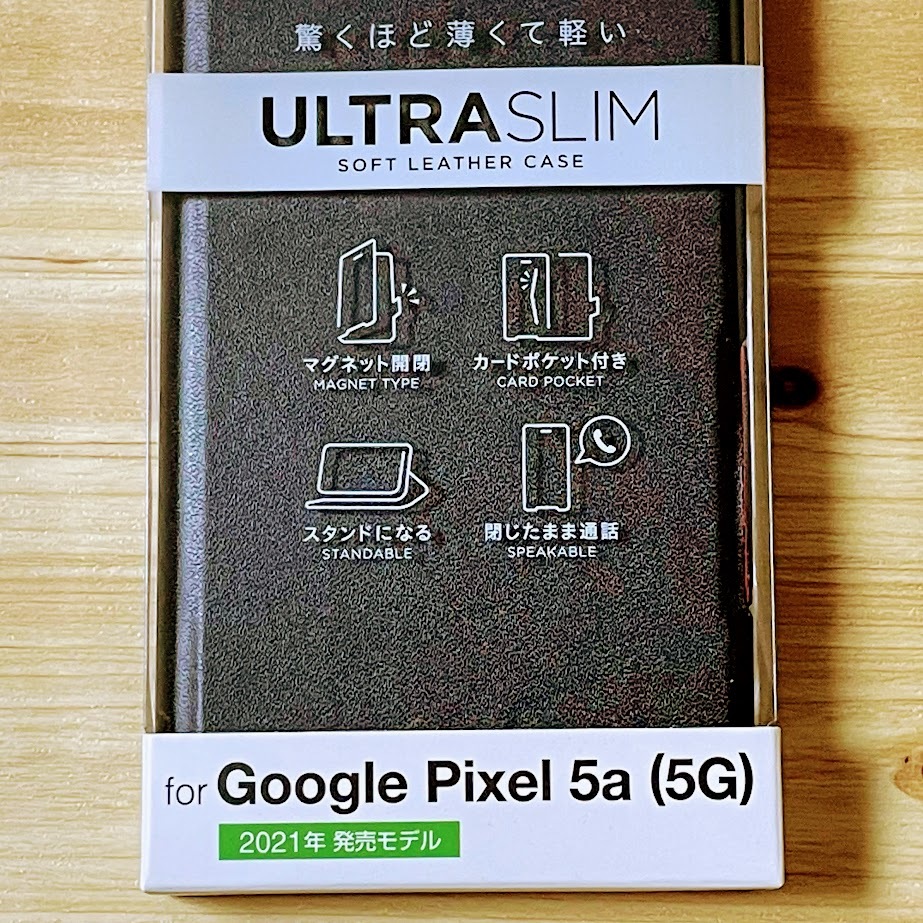 驚くほど薄くて軽い
ULTRASLIM
SOFT LEATHER CASE
マグネット開閉
MAGNET TYPE
カードポケット付き
CARD POCKET
スタンドになる
STANDABLE
閉じたまま通話
SPEAKABLE
for Google Pixel 5a (5G)
2021年 発売モデル